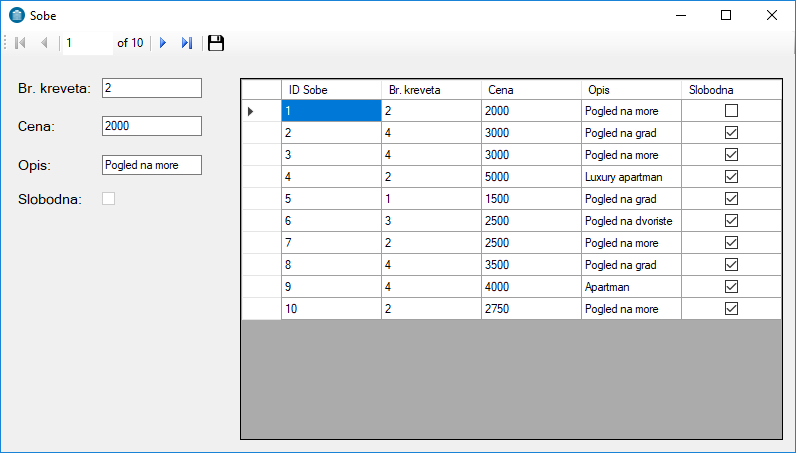 Sobe
1 of 10
Br. kreveta: 2
Cena: 2000
Opis: Pogled na more
Slobodna:
ID Sobe Br. kreveta Cena Opis Slobodna
1 2 2000 Pogled na more
2 4 3000 Pogled na grad
3 4 3000 Pogled na more
4 2 5000 Luxury apartman
5 1 1500 Pogled na grad
6 3 2500 Pogled na dvoriste
7 2 2500 Pogled na more
8 4 3500 Pogled na grad
9 4 4000 Apartman
10 2 2750 Pogled na more